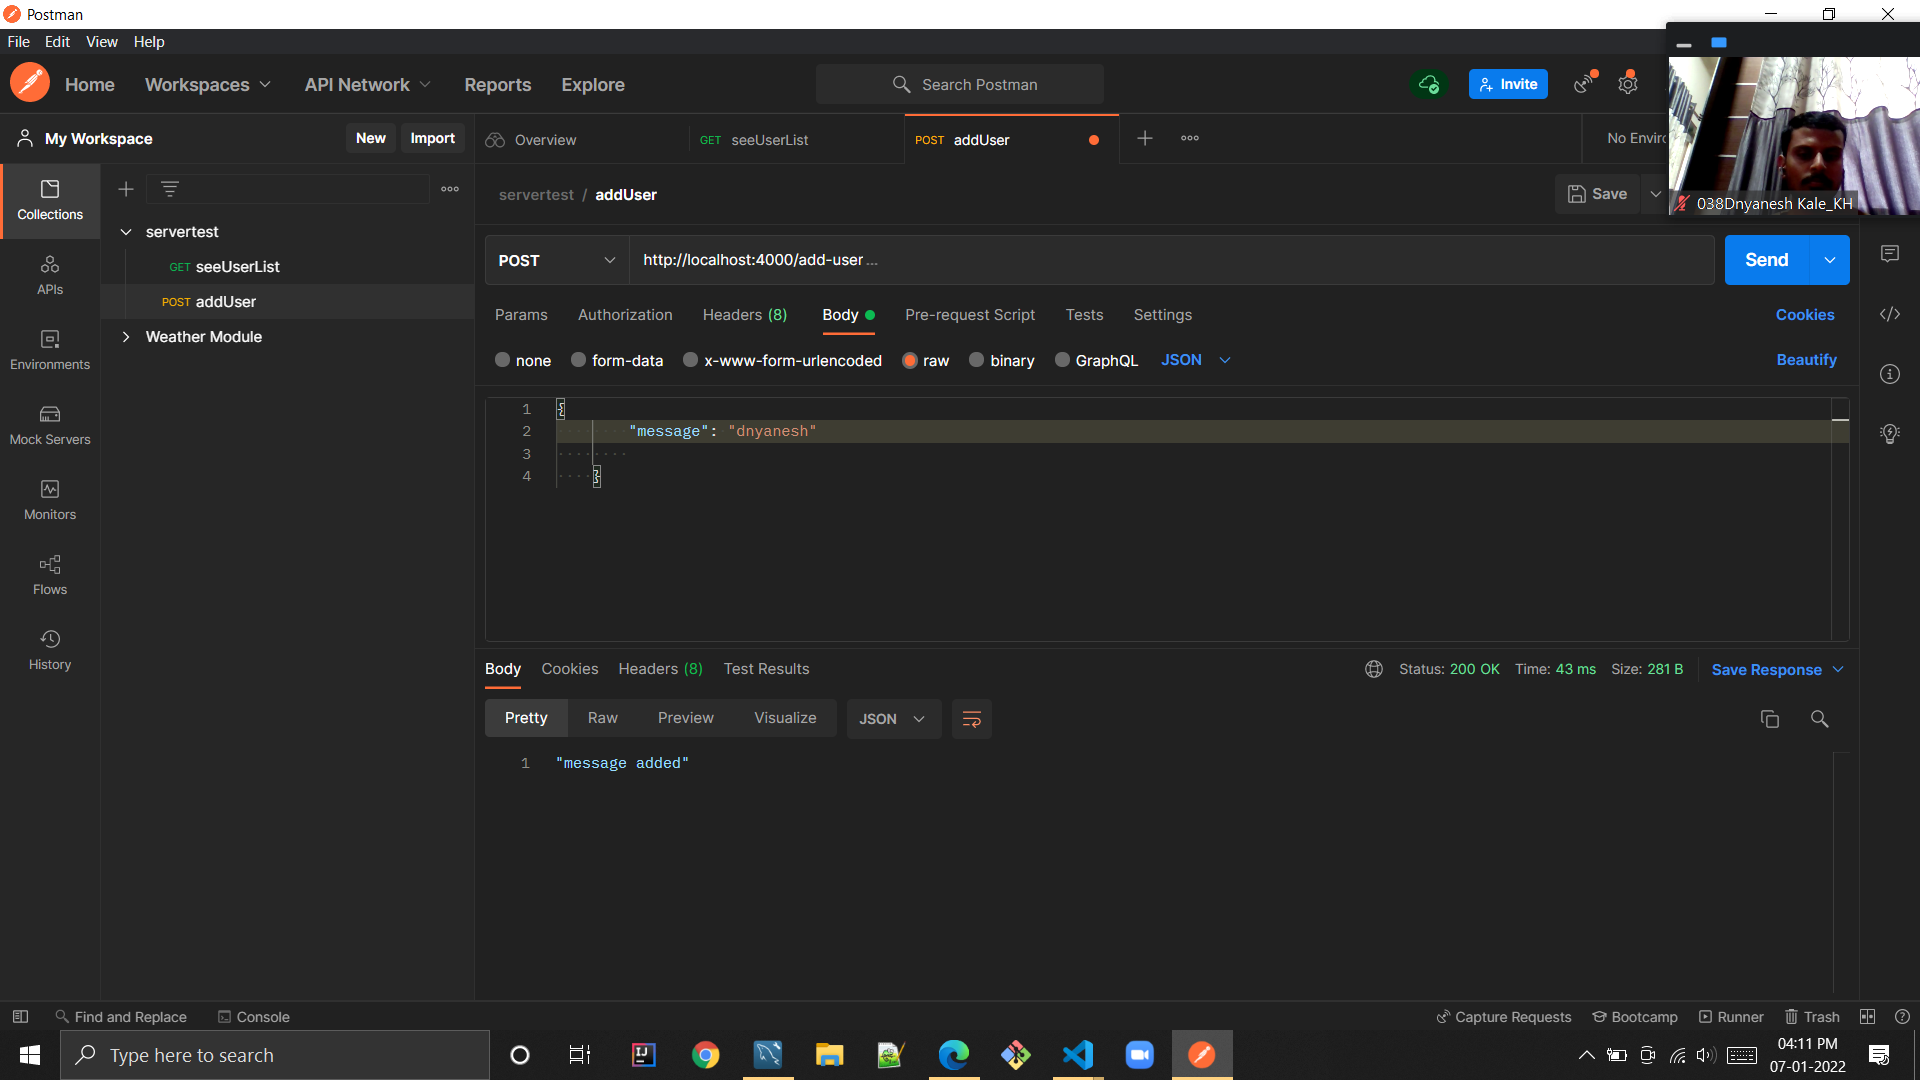 Postman
File Edit View Help
Home Workspaces API Network Reports Explore Search Postman Invite
My Workspace New Import Overview GET seeUserList POST addUser No Enviro
servertest / addUser Save
038Dnyanesh Kale_KH
Collections
APIs
Environments
Mock Servers
Monitors
Flows
History
servertest
GET seeUserList
POST addUser
Weather Module
POST http://localhost:4000/add-user ... Send
Params Authorization Headers (8) Body Pre-request Script Tests Settings Cookies
none form-data x-www-form-urlencoded raw binary GraphQL JSON Beautify
1 {
2 "message": "dnyanesh"
3
4 }
Body Cookies Headers (8) Test Results Status: 200 OK Time: 43 ms Size: 281 B Save Response
Pretty Raw Preview Visualize JSON
1 "message added"
Find and Replace Console Capture Requests Bootcamp Runner Trash
Type here to search
04:11 PM
07-01-2022